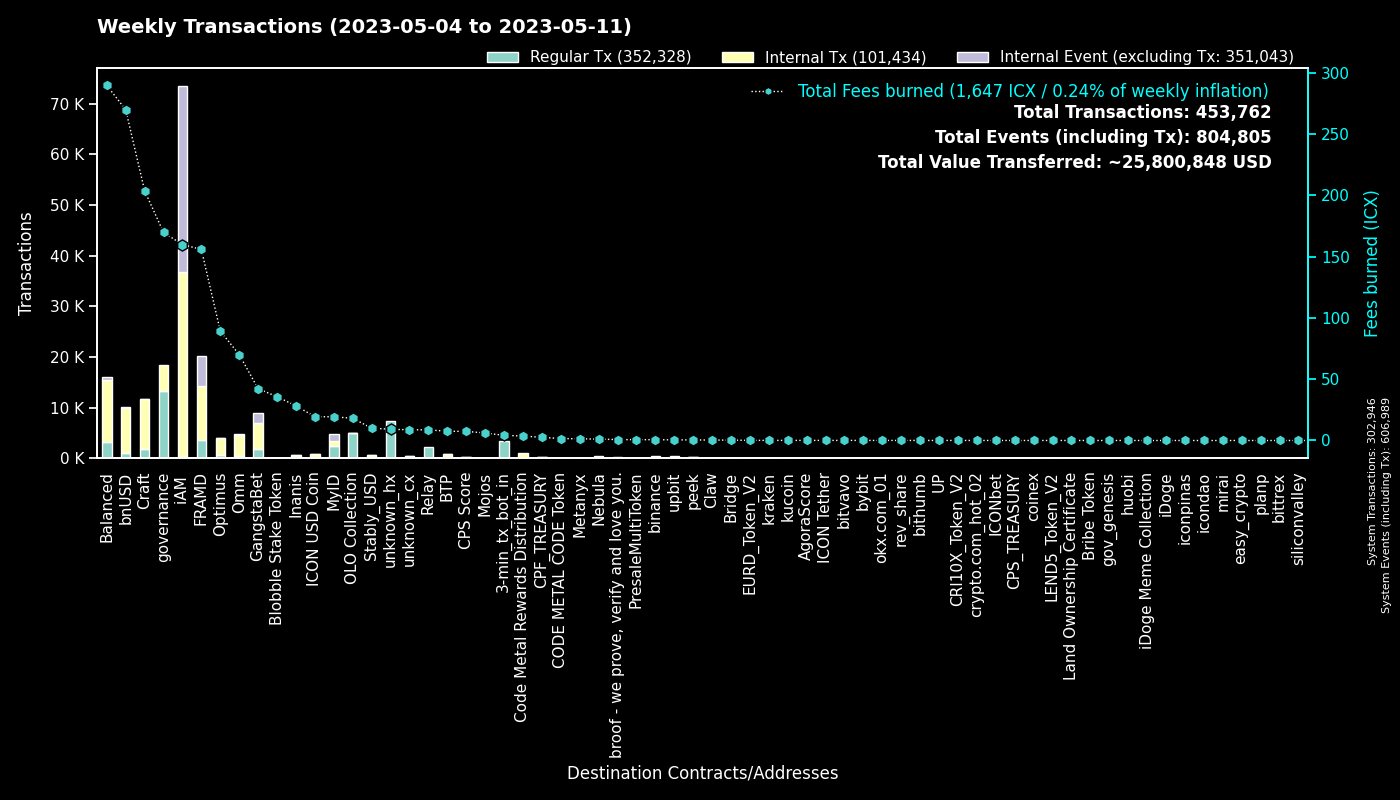 Weekly Transactions (2023-05-04 to 2023-05-11)
Regular Tx (352,328)
Internal Tx (101,434)
Internal Event (excluding Tx: 351,043)
Total Fees burned (1,647 ICX / 0.24% of weekly inflation)
Total Transactions: 453,762
Total Events (including Tx): 804,805
Total Value Transferred: ~25,800,848 USD
Transactions
70 K
60 K
50 K
40 K
30 K
20 K
10 K
0 K
300
250
200
150
100
50
0
Fees burned (ICX)
System Transactions: 302,946
System Events (including Tx): 606,989
Balanced
bnUSD
Craft
governance
iAM
FRAMD
Optimus
Omm
GangstaBet
Blobble Stake Token
Inanis
ICON USD Coin
MyID
OLO Collection
Stably_USD
unknown_hx
unknown_cx
Relay
BTP
CPS Score
Mojos
3-min_tx_bot_in
Code Metal Rewards Distribution
CPF_TREASURY
CODE METAL CODE Token
Metanyx
Nebula
broof - we prove, verify and love you.
PresaleMultiToken
binance
upbit
peek
Claw
Bridge
EURD_Token_V2
kraken
kucoin
AgoraScore
ICON Tether
bitvavo
bybit
okx.com_01
rev_share
bithumb
UP
CRI10X_Token_V2
crypto.com_hot_02
ICONbet
CPS_TREASURY
coinex
LEND5_Token_V2
Land Ownership Certificate
Bribe Token
gov_genesis
huobi
iDoge Meme Collection
iDoge
iconpinas
icondao
mirai
easy_crypto
planp
bittrex
siliconvalley
Destination Contracts/Addresses